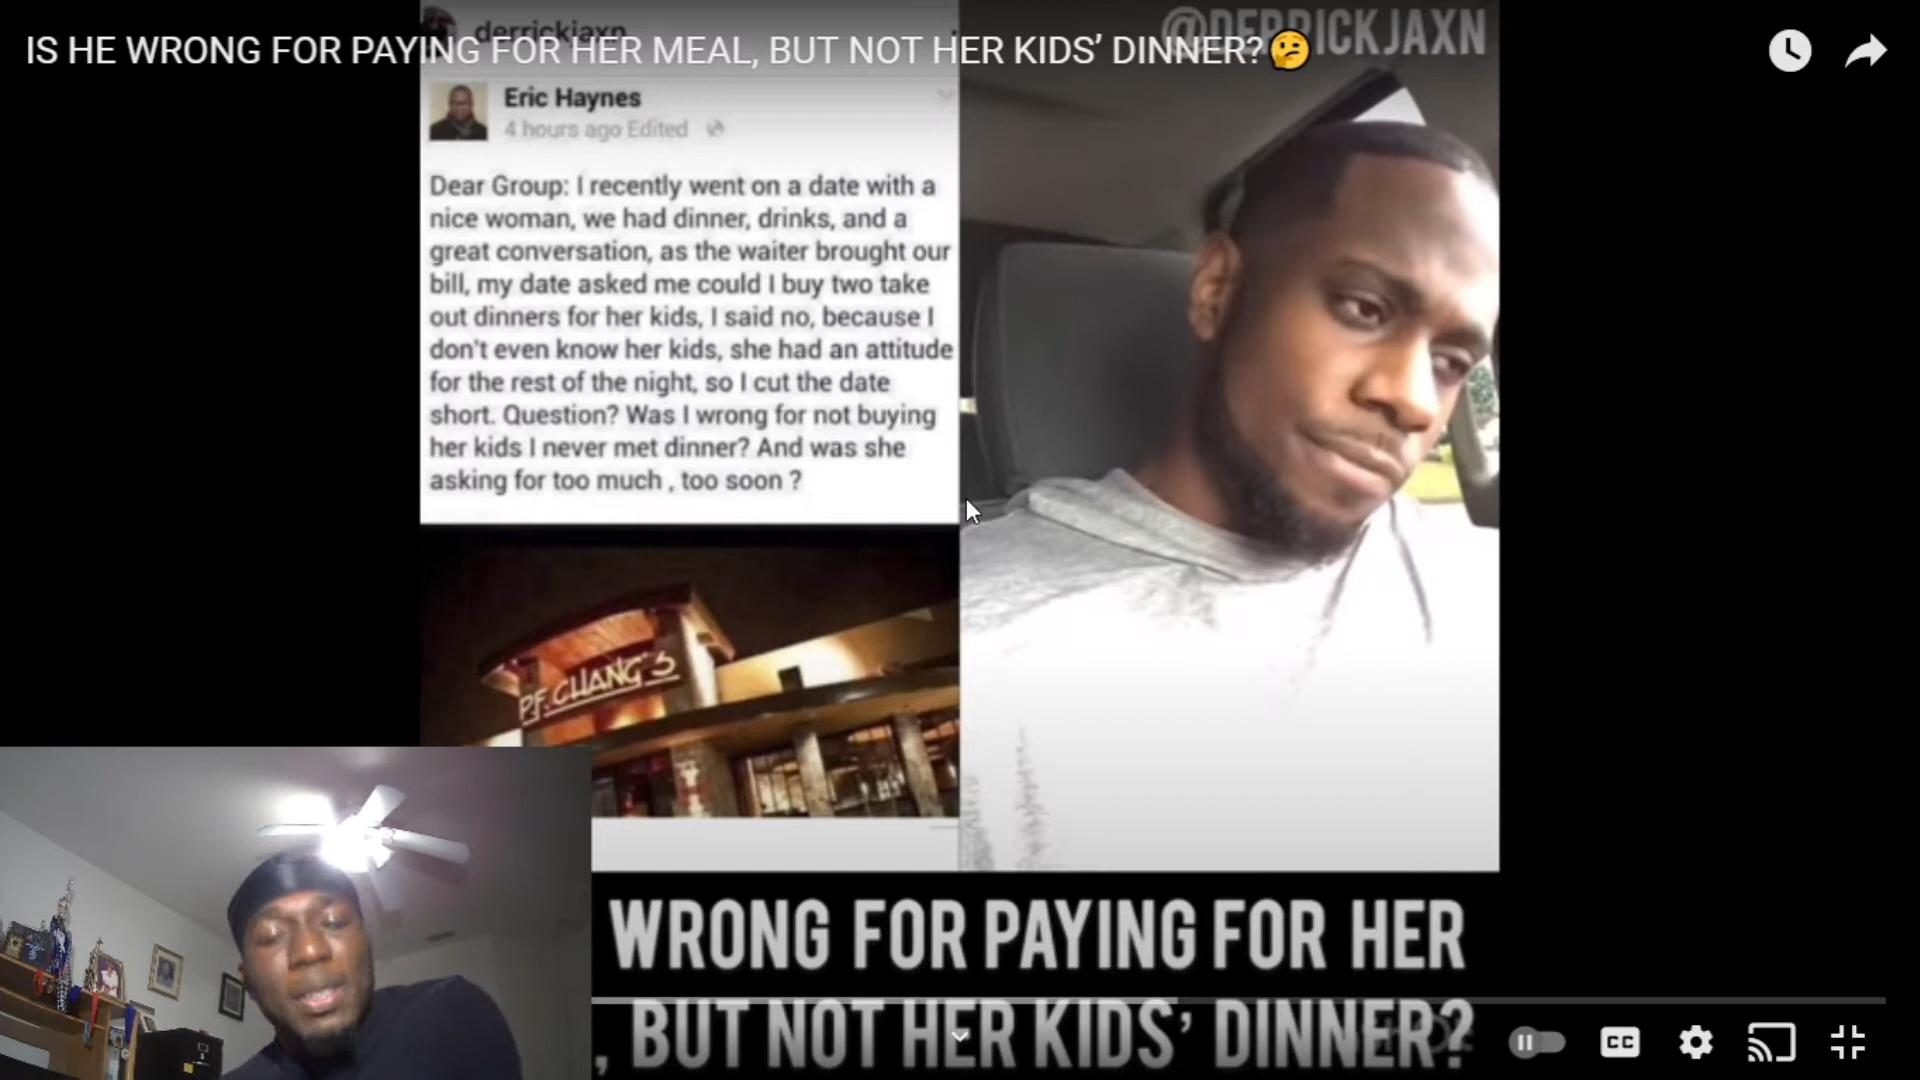 IS HE WRONG FOR PAYING FOR HER MEAL, BUT NOT HER KIDS’ DINNER?🤔
derrickjaxn
@DERRICKJAXN
Eric Haynes
4 hours ago Edited
Dear Group: I recently went on a date with a
nice woman, we had dinner, drinks, and a
great conversation, as the waiter brought our
bill, my date asked me could I buy two take
out dinners for her kids, I said no, because I
don't even know her kids, she had an attitude
for the rest of the night, so I cut the date
short. Question? Was I wrong for not buying
her kids I never met dinner? And was she
asking for too much , too soon ?
P.F. CHANG'S
WRONG FOR PAYING FOR HER
, BUT NOT HER KIDS’ DINNER?
CC